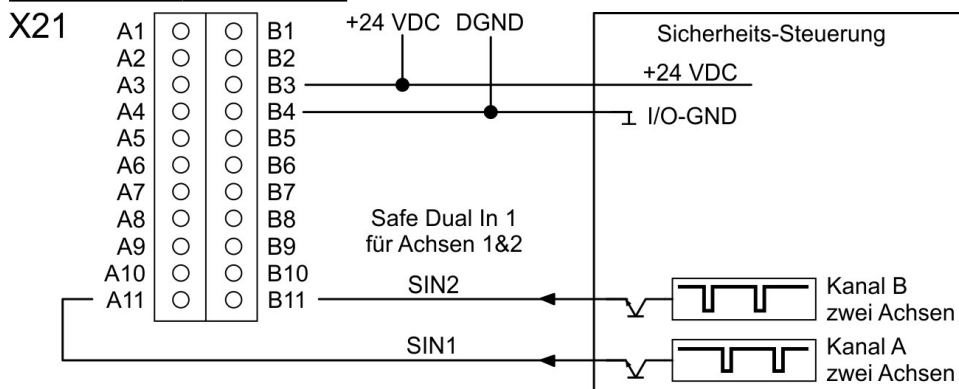 X21
+24 VDC DGND
Sicherheits-Steuerung
A1 B1
A2 B2
+24 VDC
A3 B3
A4 B4
I/O-GND
A5 B5
A6 B6
A7 B7
A8 B8
Safe Dual In 1
für Achsen 1&2
A9 B9
A10 B10
A11 B11
SIN2
Kanal B
zwei Achsen
SIN1
Kanal A
zwei Achsen